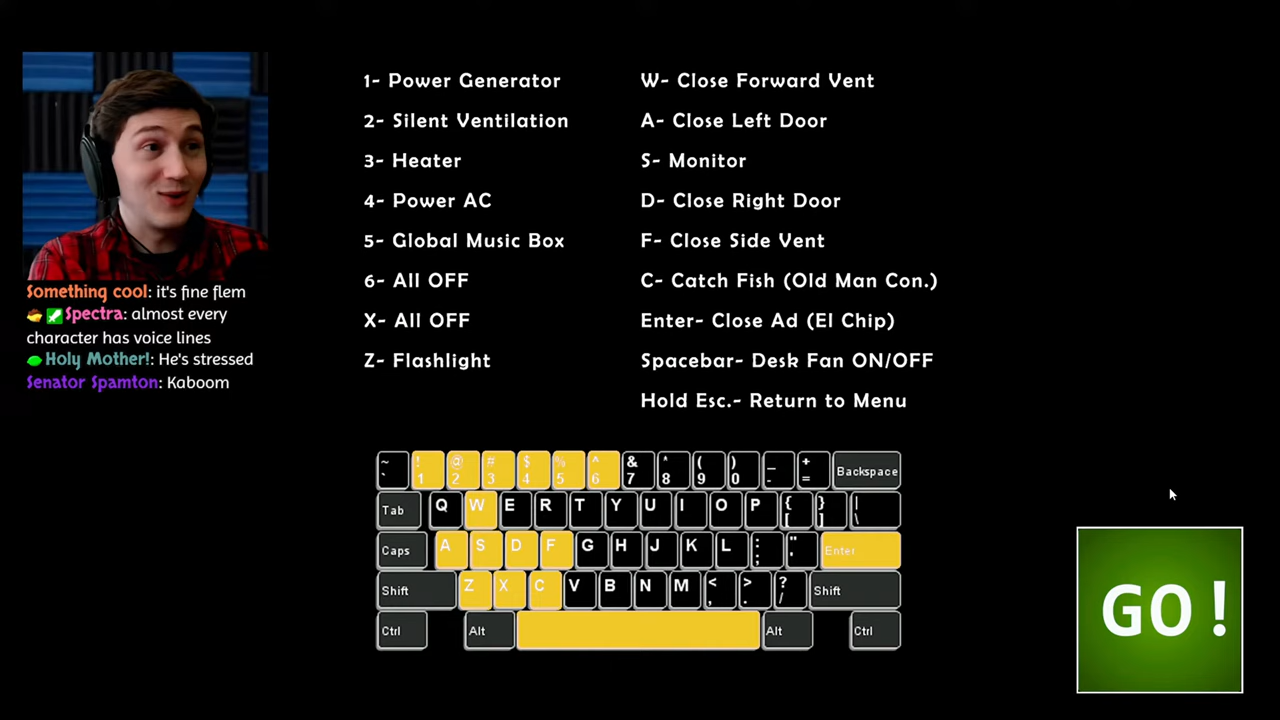 1- Power Generator
2- Silent Ventilation
3- Heater
4- Power AC
5- Global Music Box
6- All OFF
X- All OFF
Z- Flashlight
W- Close Forward Vent
A- Close Left Door
S- Monitor
D- Close Right Door
F- Close Side Vent
C- Catch Fish (Old Man Con.)
Enter- Close Ad (El Chip)
Spacebar- Desk Fan ON/OFF
Hold Esc.- Return to Menu
Something cool: it's fine flem
Spectra: almost every
character has voice lines
Holy Mother!: He's stressed
Senator Spamton: Kaboom
~ ! @ # $ % ^ & * ( ) _ +
` 1 2 3 4 5 6 7 8 9 0 - = Backspace
Tab Q W E R T Y U I O P { [ } ] | \
Caps A S D F G H J K L : ; " ' Enter
Shift Z X C V B N M < , > . ? / Shift
Ctrl Alt Alt Ctrl
GO!